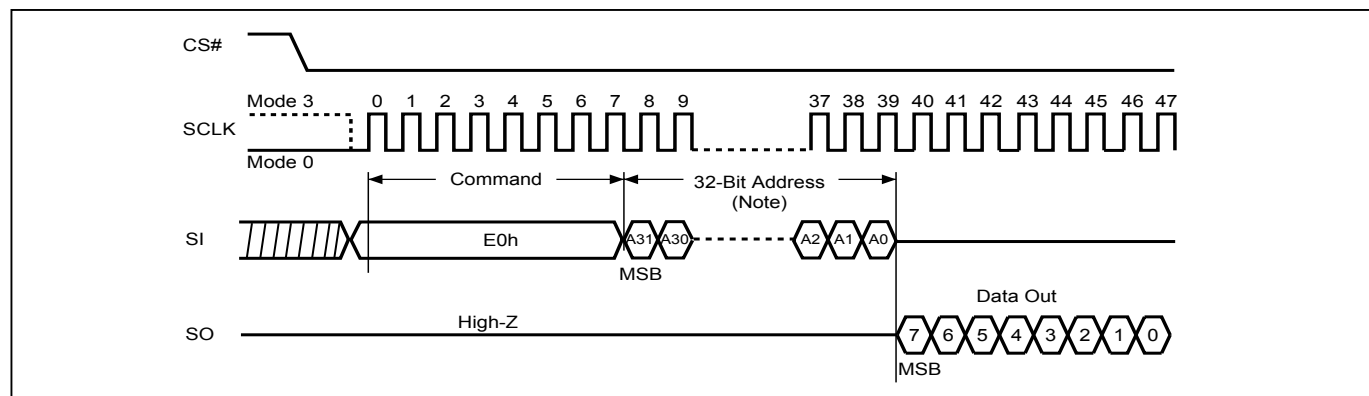 CS#
Mode 3
0 1 2 3 4 5 6 7 8 9 37 38 39 40 41 42 43 44 45 46 47
SCLK
Mode 0
Command
32-Bit Address
(Note)
SI
E0h
A31 A30 A2 A1 A0
MSB
Data Out
High-Z
SO
7 6 5 4 3 2 1 0
MSB